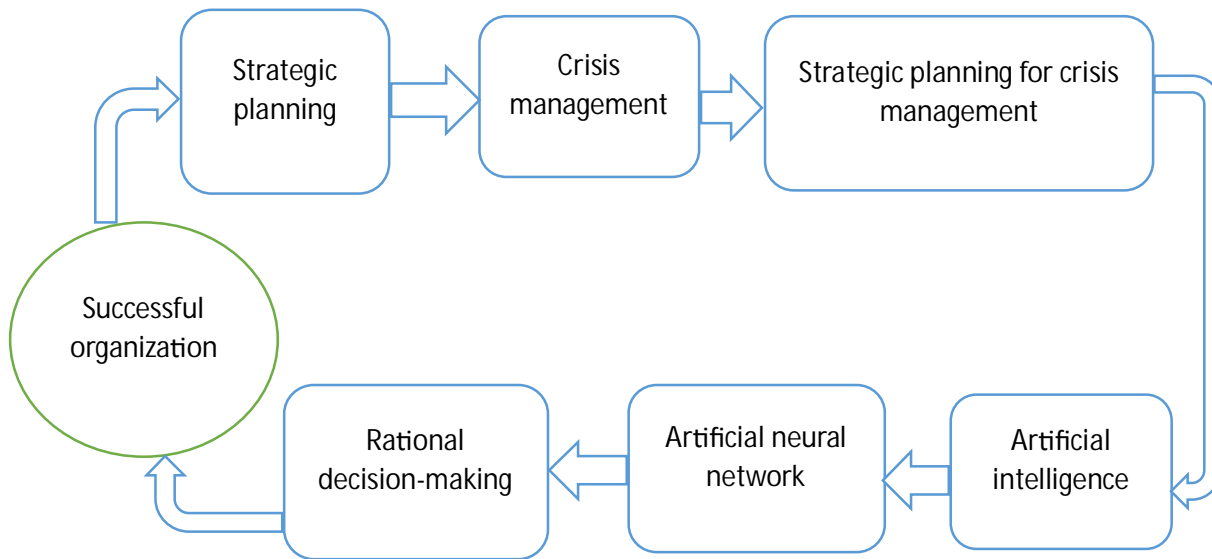 Strategic
planning
Crisis
management
Strategic planning for crisis
management
Successful
organization
Rational
decision-making
Artificial neural
network
Artificial
intelligence